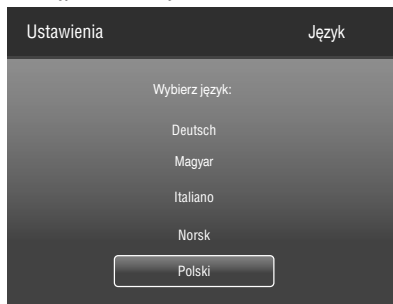 Ustawienia Język
Wybierz język:
Deutsch
Magyar
Italiano
Norsk
Polski